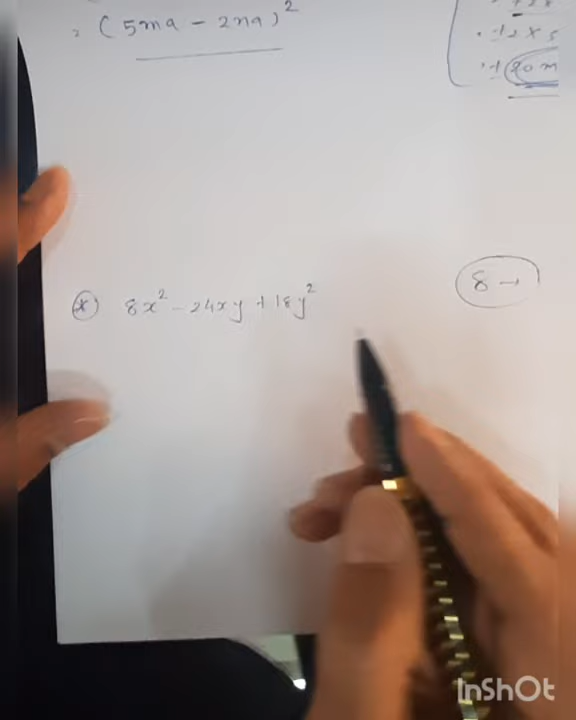 = (5ma - 2na)²
8x² - 24xy + 18y²
8 →
InShOt